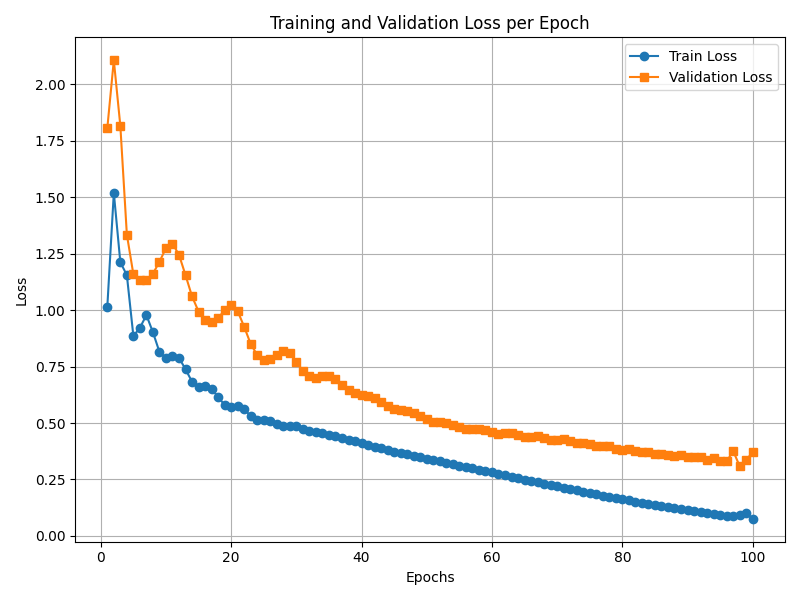 Training and Validation Loss per Epoch
Train Loss
Validation Loss
2.00
1.75
1.50
1.25
1.00
0.75
0.50
0.25
0.00
Loss
0 20 40 60 80 100
Epochs